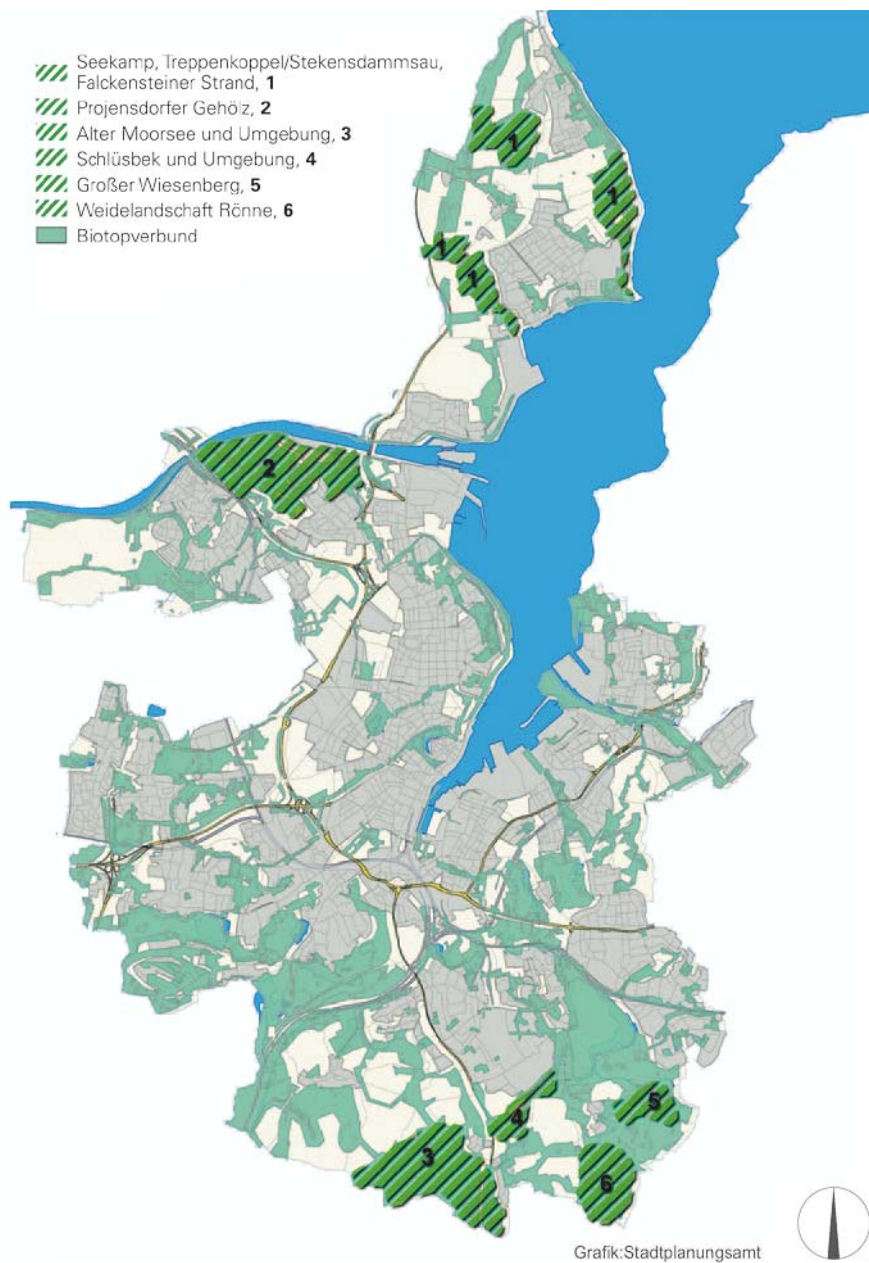 Seekamp, Treppenkoppel/Stekensdammsau,
Falckensteiner Strand, 1
Projensdorfer Gehölz, 2
Alter Moorsee und Umgebung, 3
Schlüsbek und Umgebung, 4
Großer Wiesenberg, 5
Weidelandschaft Rönne, 6
Biotopverbund
1
1
1
1
2
5
4
3
6
Grafik:Stadtplanungsamt